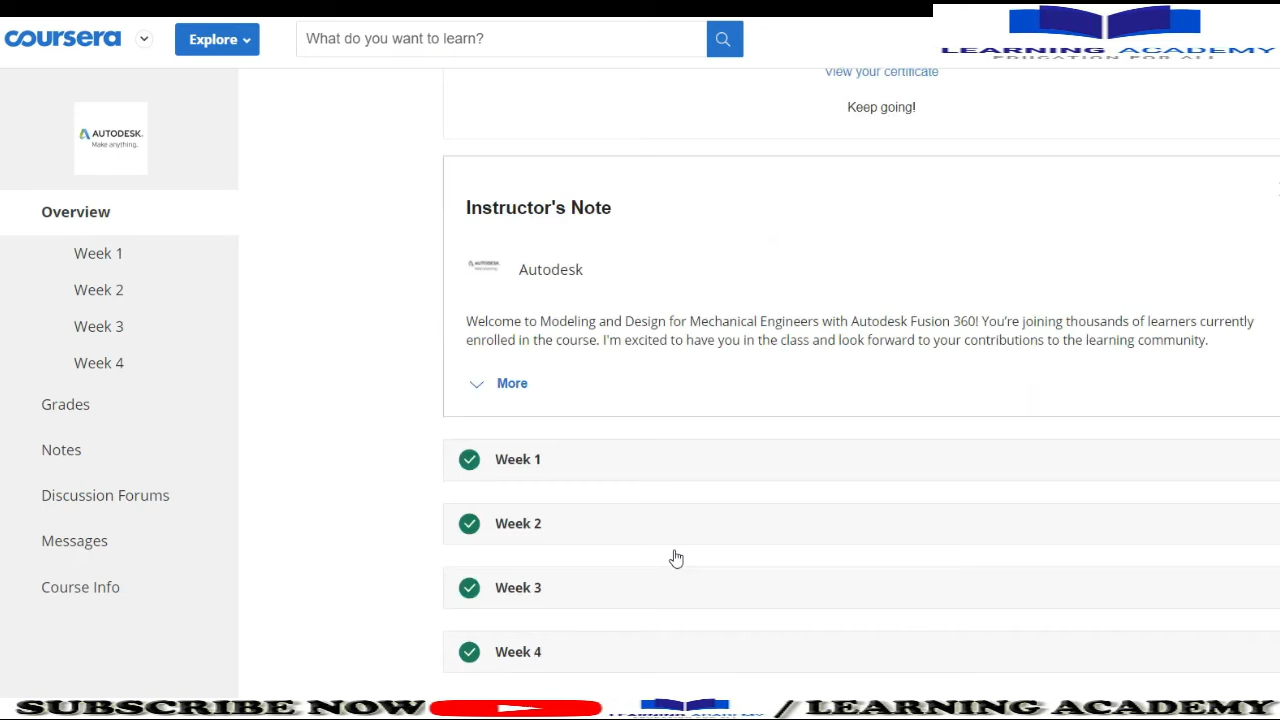 coursera
Explore
What do you want to learn?
LEARNING ACADEMY
EDUCATION FOR ALL
View your certificate
Keep going!
AUTODESK.
Make anything.
Overview
Week 1
Week 2
Week 3
Week 4
Grades
Notes
Discussion Forums
Messages
Course Info
Instructor's Note
Autodesk
Welcome to Modeling and Design for Mechanical Engineers with Autodesk Fusion 360! You’re joining thousands of learners currently
enrolled in the course. I'm excited to have you in the class and look forward to your contributions to the learning community.
More
Week 1
Week 2
Week 3
Week 4
SUBSCRIBE NOW / LEARNING ACADEMY